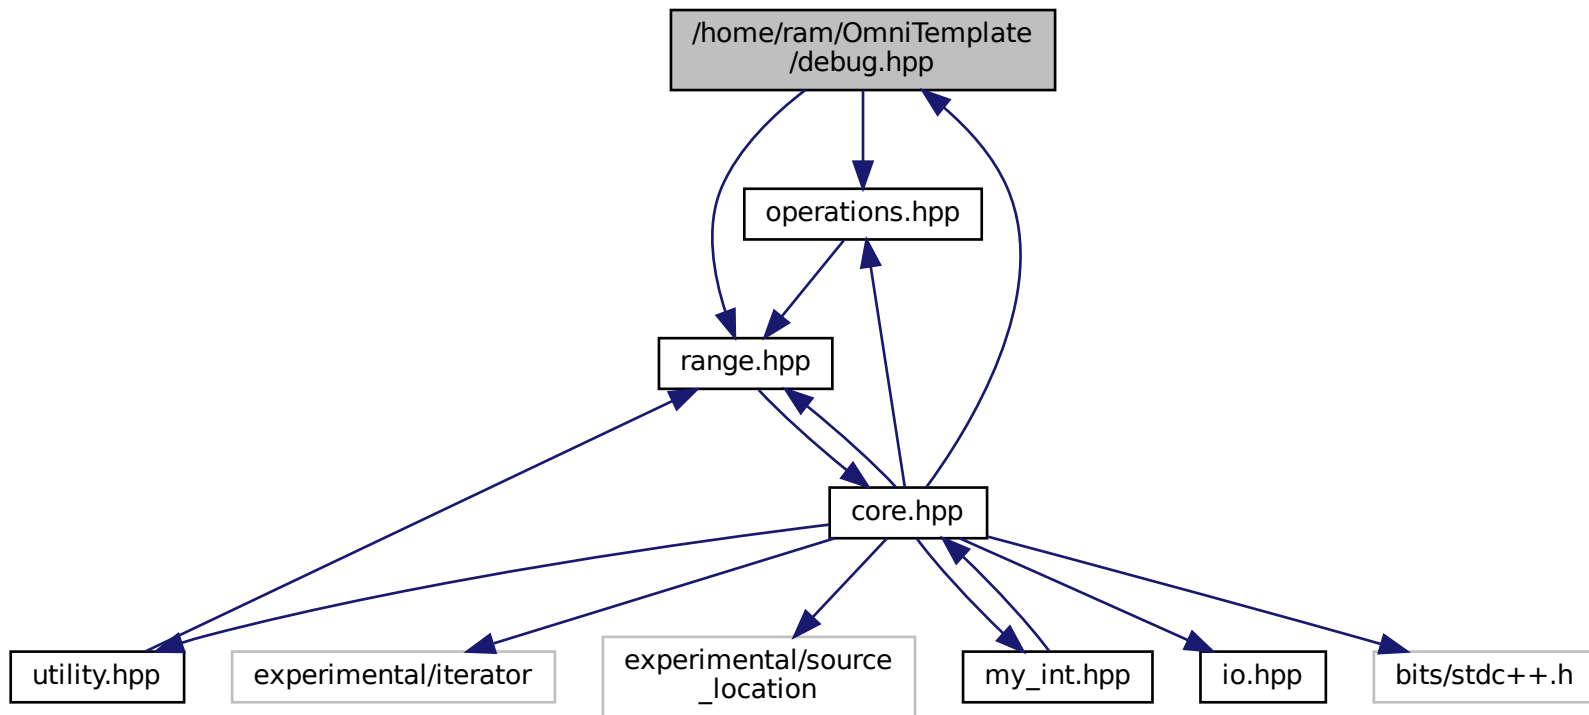 /home/ram/OmniTemplate
/debug.hpp
operations.hpp
range.hpp
core.hpp
utility.hpp
experimental/iterator
experimental/source
_location
my_int.hpp
io.hpp
bits/stdc++.h